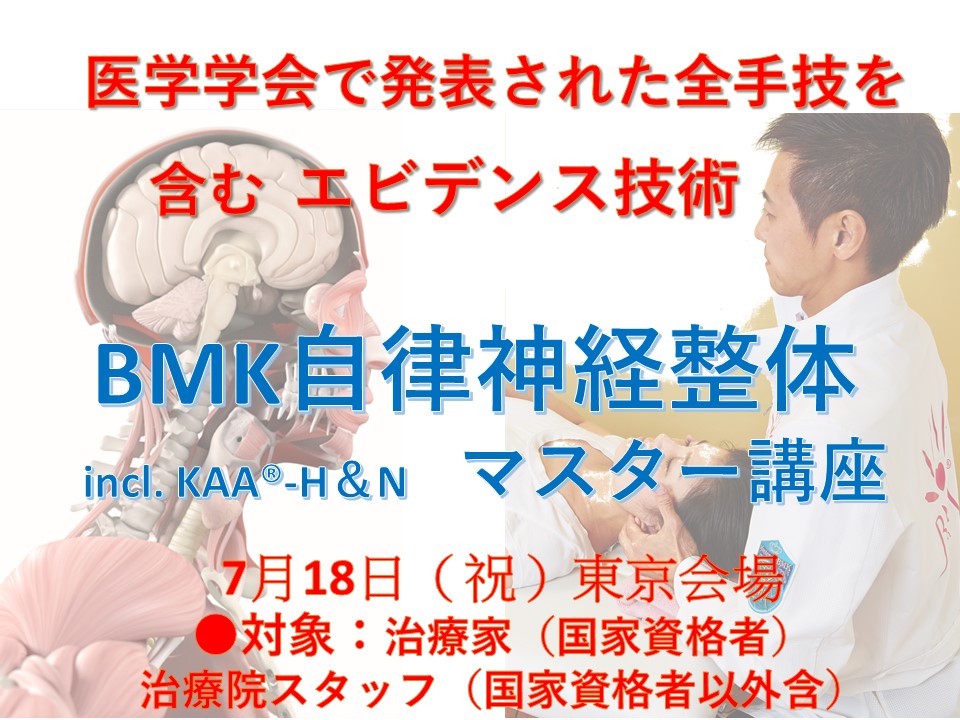 医学学会で発表された全手技を
含む エビデンス技術
BMK自律神経整体
incl. KAA®-H＆N マスター講座
7月18日（祝）東京会場
●対象：治療家（国家資格者）
治療院スタッフ（国家資格者以外含）